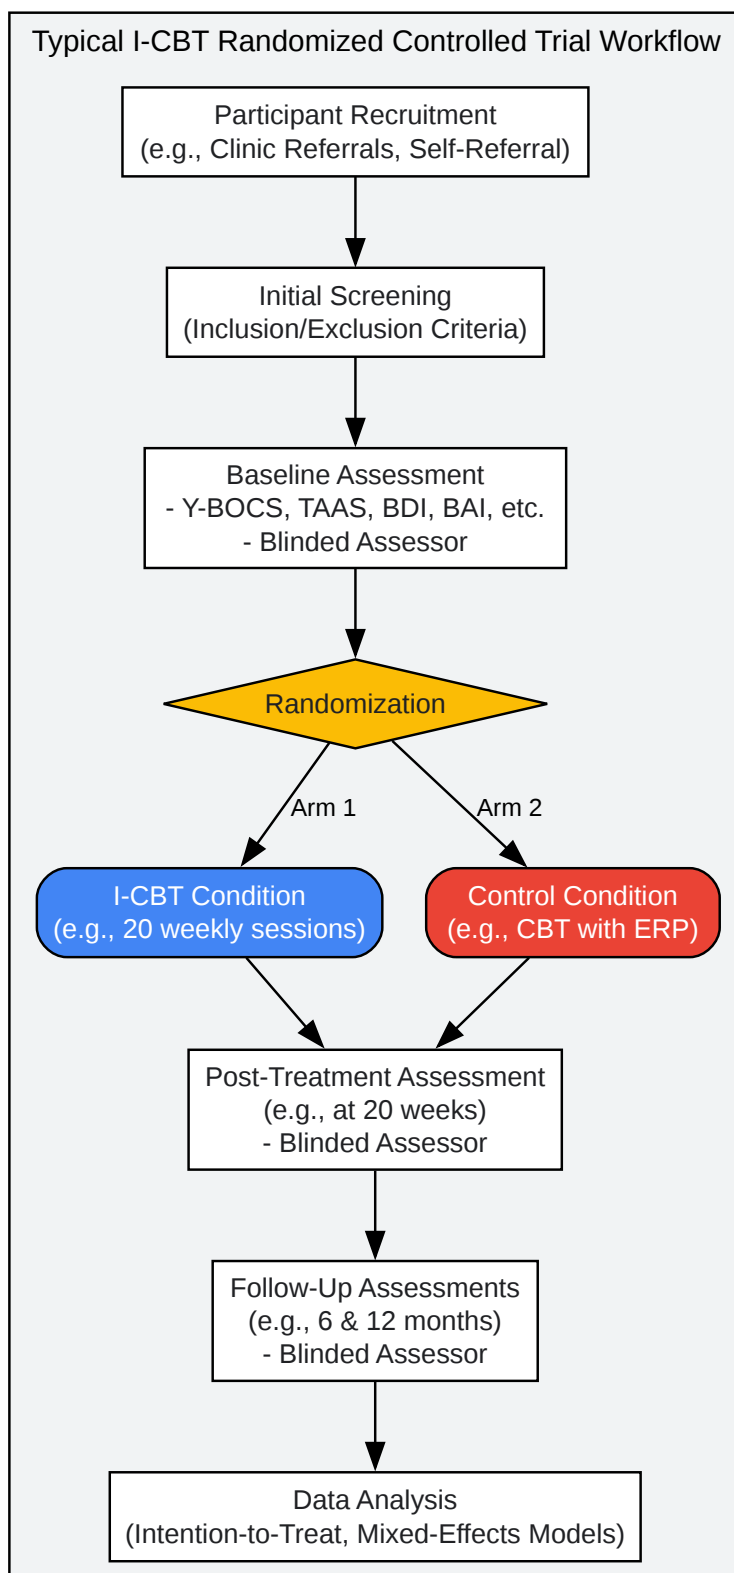 Typical I-CBT Randomized Controlled Trial Workflow
Participant Recruitment
(e.g., Clinic Referrals, Self-Referral)
Initial Screening
(Inclusion/Exclusion Criteria)
Baseline Assessment
- Y-BOCS, TAAS, BDI, BAI, etc.
- Blinded Assessor
Randomization
Arm 1
Arm 2
I-CBT Condition
(e.g., 20 weekly sessions)
Control Condition
(e.g., CBT with ERP)
Post-Treatment Assessment
(e.g., at 20 weeks)
- Blinded Assessor
Follow-Up Assessments
(e.g., 6 & 12 months)
- Blinded Assessor
Data Analysis
(Intention-to-Treat, Mixed-Effects Models)